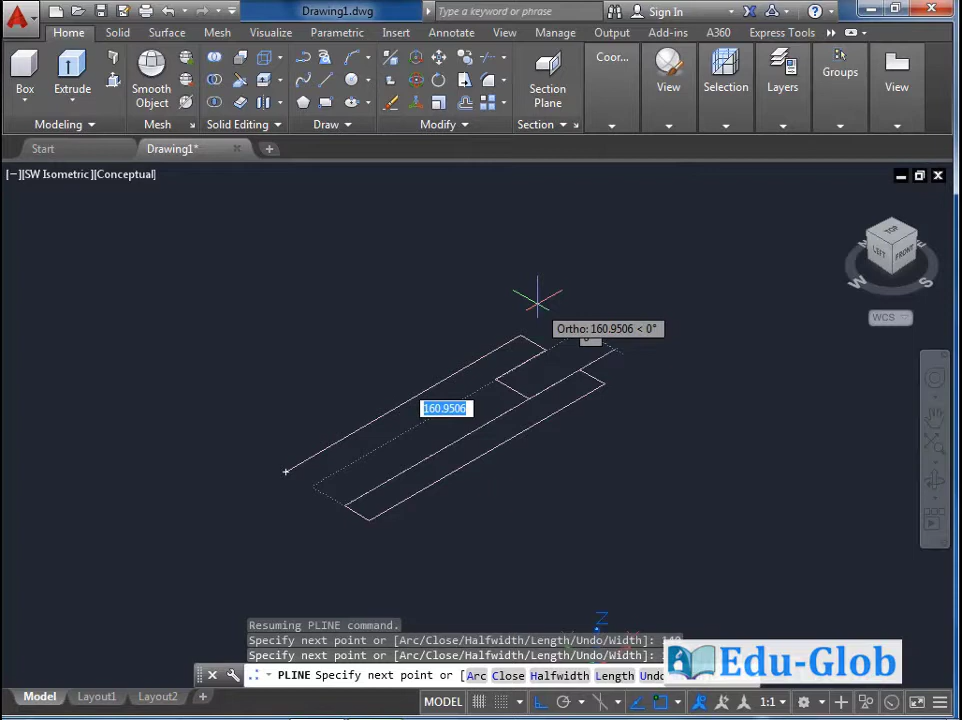 Drawing1.dwg
Type a keyword or phrase
Sign In
Home Solid Surface Mesh Visualize Parametric Insert Annotate View Manage Output Add-ins A360 Express Tools
Box Extrude Smooth Object Section Plane Coor... View Selection Layers Groups View
Modeling Mesh Solid Editing Draw Modify Section
Start Drawing1*
[−][SW Isometric][Conceptual]
TOP
LEFT FRONT
W S
WCS
Ortho: 160.9506 < 0°
160.9506
Z
Resuming PLINE command.
Specify next point or [Arc/Close/Halfwidth/Length/Undo/Width]: 140
Specify next point or [Arc/Close/Halfwidth/Length/Undo/Width]:
PLINE Specify next point or [Arc Close Halfwidth Length Undo
Edu-Glob
Model Layout1 Layout2 +
MODEL 1:1